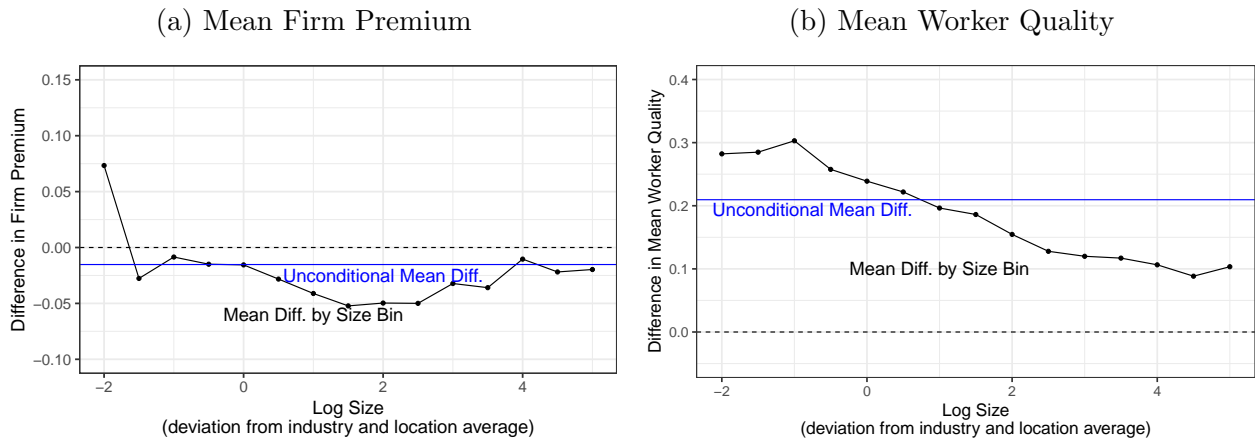 (a) Mean Firm Premium
0.15
0.10
0.05
0.00
−0.05
−0.10
Difference in Firm Premium
Unconditional Mean Diff.
Mean Diff. by Size Bin
−2
0
2
4
Log Size
(deviation from industry and location average)
(b) Mean Worker Quality
0.4
0.3
0.2
0.1
0.0
Difference in Mean Worker Quality
Unconditional Mean Diff.
Mean Diff. by Size Bin
−2
0
2
4
Log Size
(deviation from industry and location average)